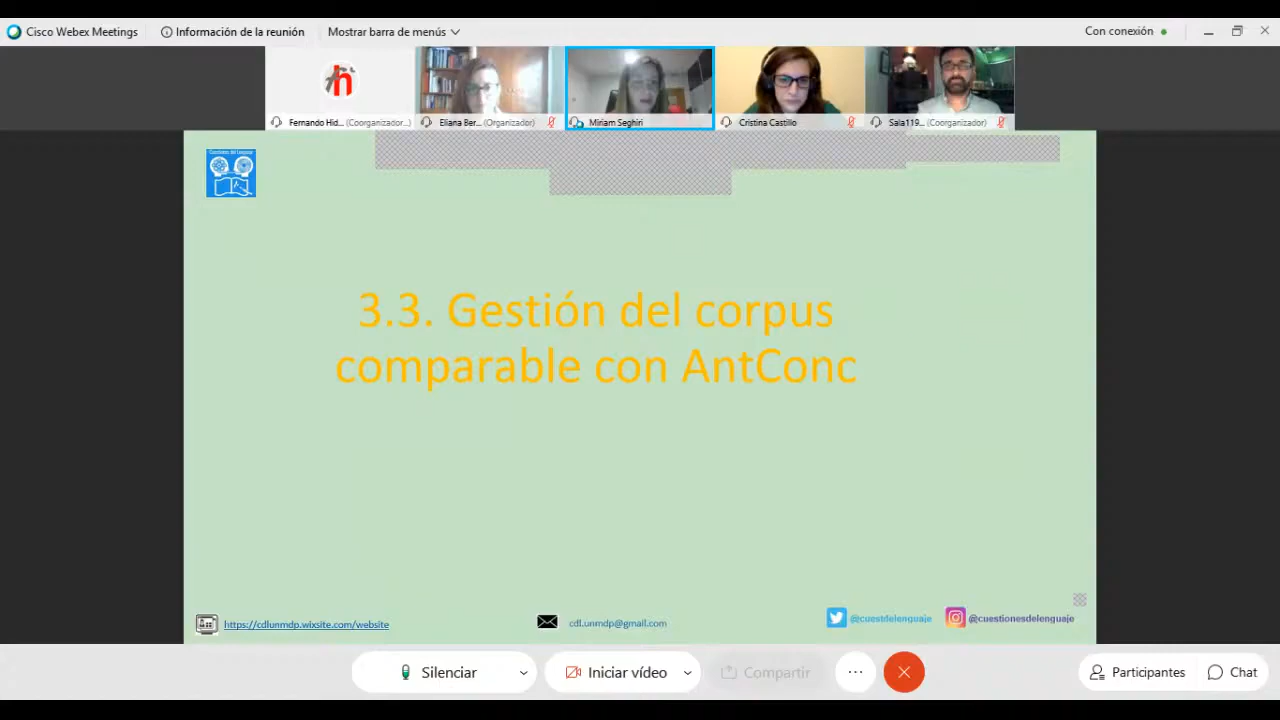 Cisco Webex Meetings
Información de la reunión
Mostrar barra de menús
Con conexión
h
Fernando Hid... (Coorganizador...
Eliana Ber... (Organizador)
Miriam Seghiri
Cristina Castillo
Sala119... (Coorganizador)
3.3. Gestión del corpus
comparable con AntConc
https://cdlunmdp.wixsite.com/website
cdl.unmdp@gmail.com
@cuestdelenguaje
@cuestionesdelenguaje
Silenciar
Iniciar vídeo
Compartir
Participantes
Chat